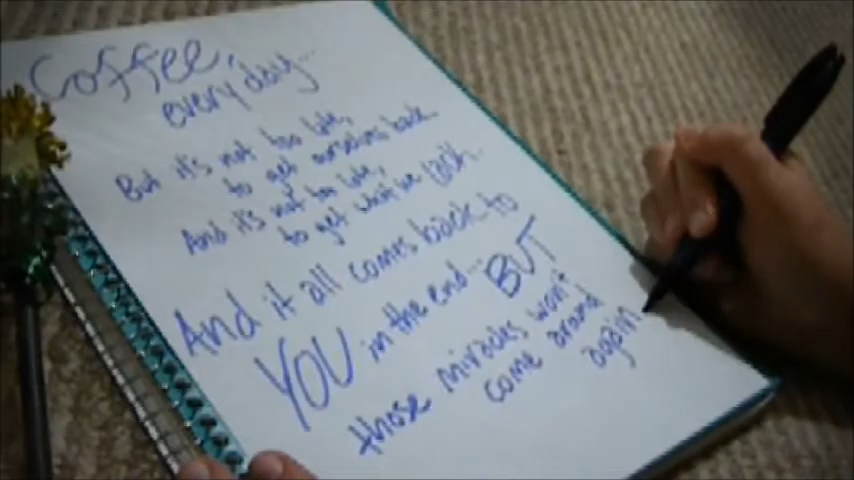 Coffee,
every day...
But it's not too late,
to get ourselves back.
And it's not too late,
to get what we lost.
And it all comes back to
YOU in the end... BUT
those miracles won't
come around
again.